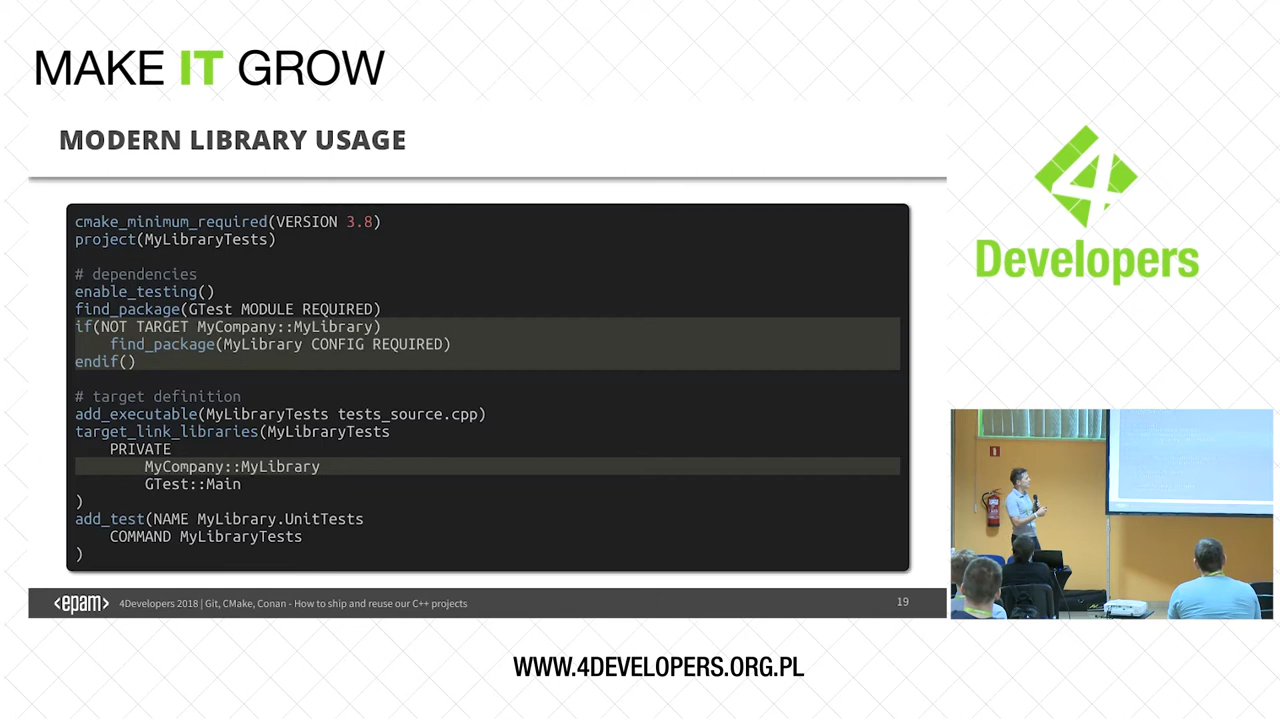 MAKE IT GROW
MODERN LIBRARY USAGE
cmake_minimum_required(VERSION 3.8)
project(MyLibraryTests)
# dependencies
enable_testing()
find_package(GTest MODULE REQUIRED)
if(NOT TARGET MyCompany::MyLibrary)
    find_package(MyLibrary CONFIG REQUIRED)
endif()
# target definition
add_executable(MyLibraryTests tests_source.cpp)
target_link_libraries(MyLibraryTests
    PRIVATE
        MyCompany::MyLibrary
        GTest::Main
)
add_test(NAME MyLibrary.UnitTests
    COMMAND MyLibraryTests
)
<epam> 4Developers 2018 | Git, CMake, Conan - How to ship and reuse our C++ projects 19
4
Developers
WWW.4DEVELOPERS.ORG.PL